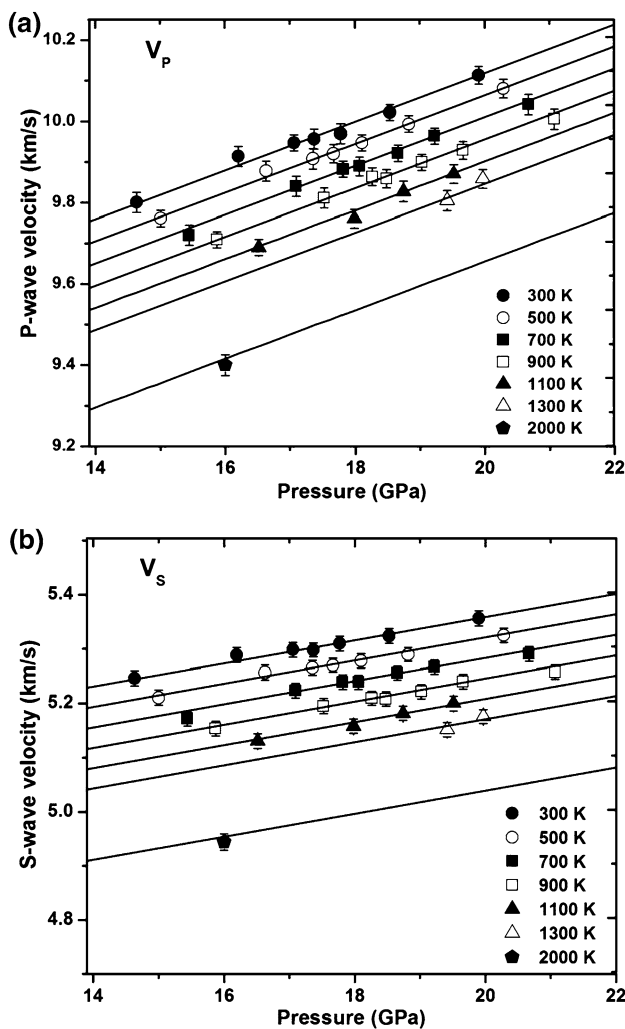 (a)
V_P
P-wave velocity (km/s)
10.2
10.0
9.8
9.6
9.4
9.2
300 K
500 K
700 K
900 K
1100 K
1300 K
2000 K
14 16 18 20 22
Pressure (GPa)
(b)
V_S
S-wave velocity (km/s)
5.4
5.2
5.0
4.8
300 K
500 K
700 K
900 K
1100 K
1300 K
2000 K
14 16 18 20 22
Pressure (GPa)